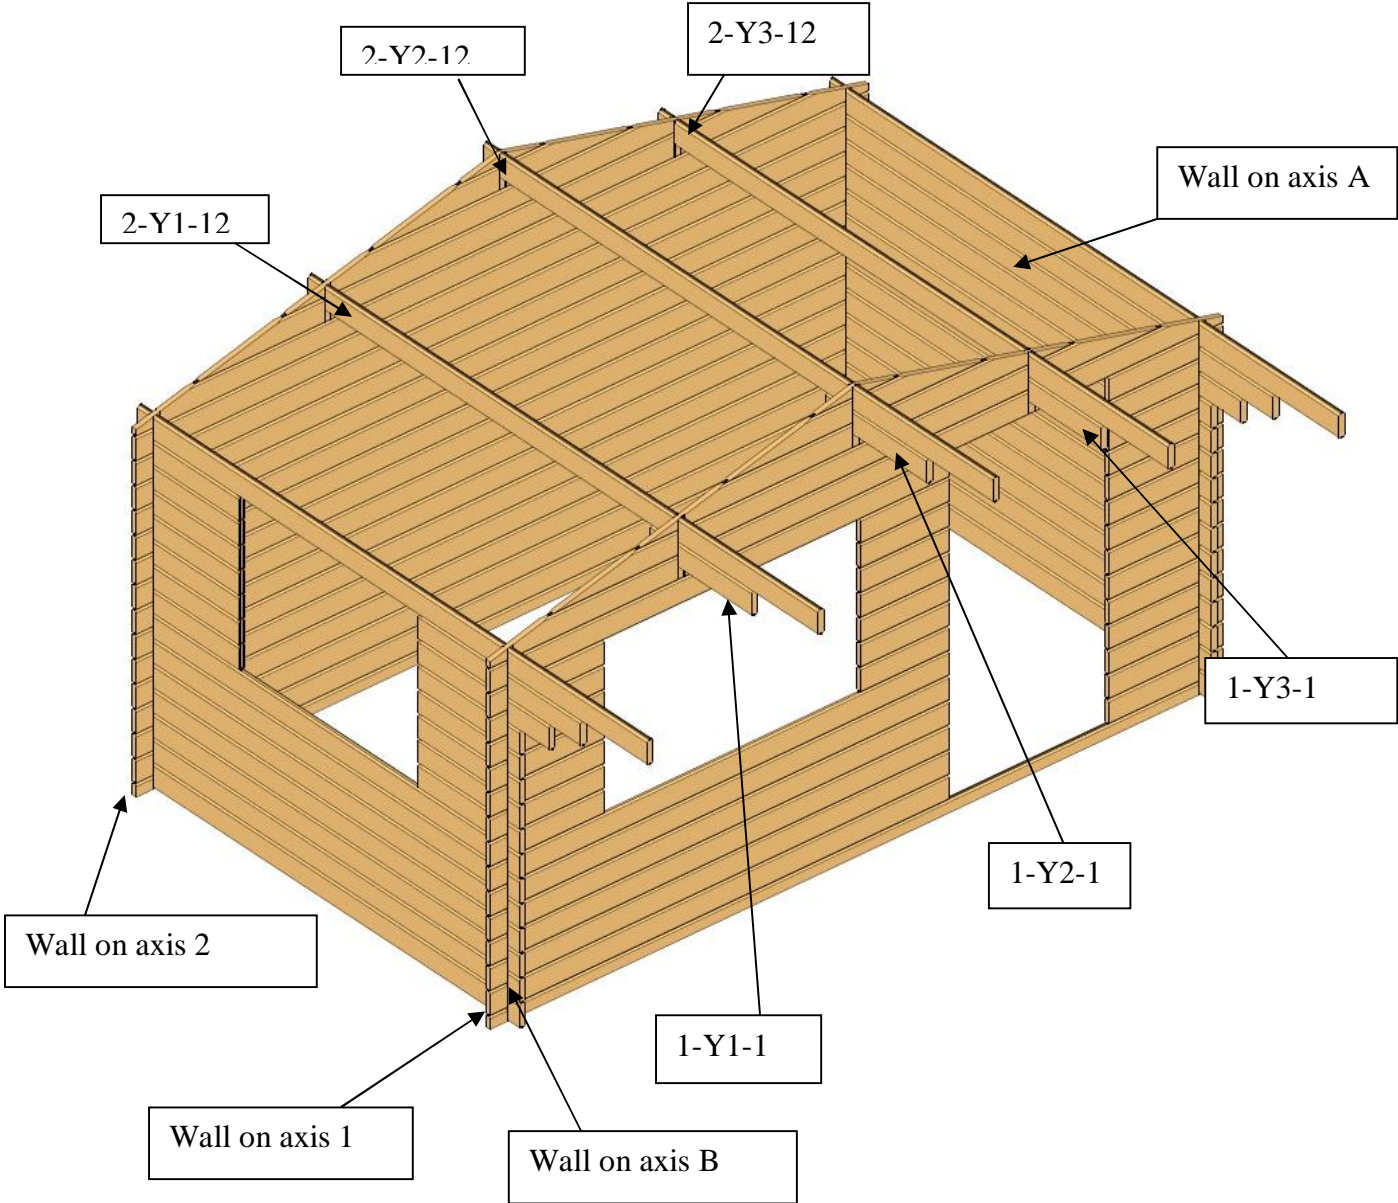 2-Y3-12
2-Y2-12
Wall on axis A
2-Y1-12
1-Y3-1
1-Y2-1
Wall on axis 2
1-Y1-1
Wall on axis 1
Wall on axis B